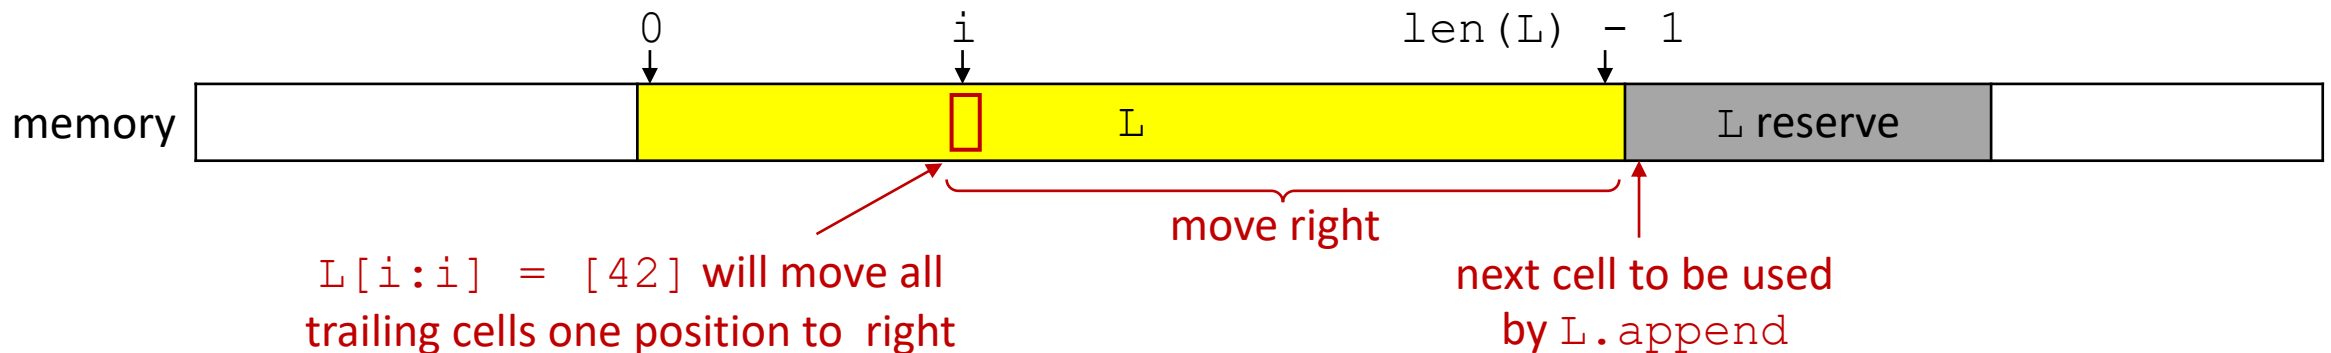 0
i
len(L) - 1
memory
L
L reserve
move right
L[i:i] = [42] will move all
trailing cells one position to right
next cell to be used
by L.append